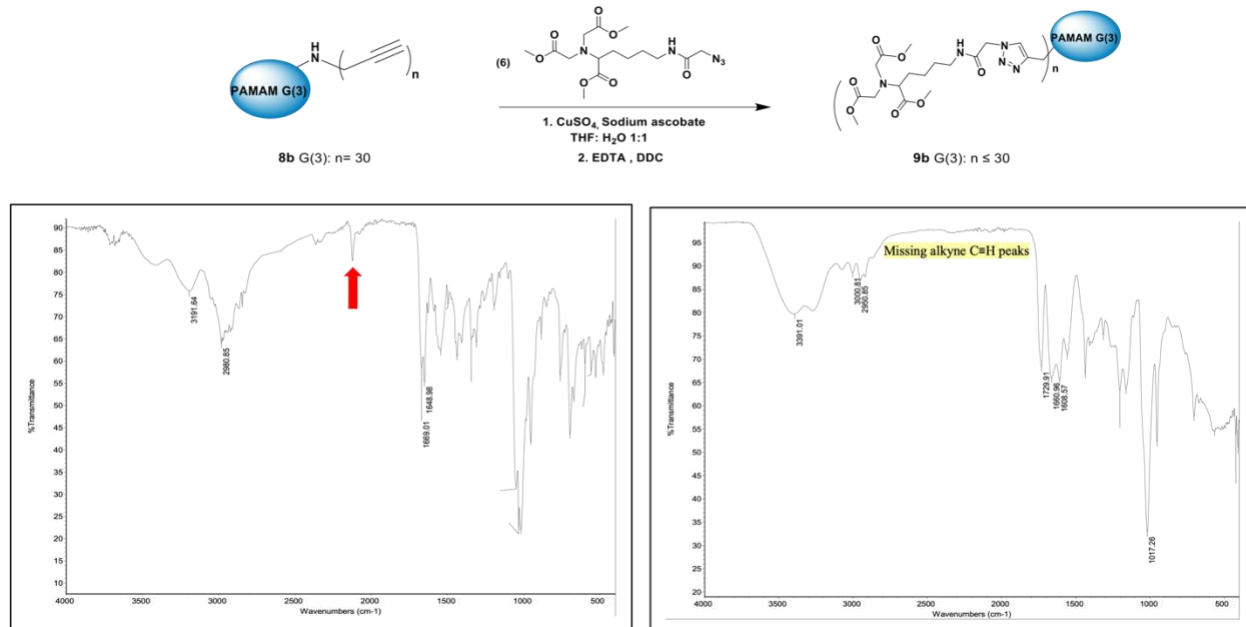 H
N
n
PAMAM G(3)
8b G(3): n= 30
(6)
O
O
O
O
N
O
O
H
N
O
N₃
1. CuSO₄, Sodium ascobate
THF: H₂O 1:1
2. EDTA , DDC
O
O
N
O
O
O
O
H
N
O
N
N
N
n
PAMAM G(3)
9b G(3): n ≤ 30
%Transmittance
90
85
80
75
70
65
60
55
50
45
40
35
30
25
20
15
10
3191.64
2980.85
1669.01
1648.98
4000
3500
3000
2500
2000
1500
1000
500
Wavenumbers (cm-1)
Missing alkyne C≡H peaks
%Transmittance
95
90
85
80
75
70
65
60
55
50
45
40
35
30
25
20
3391.01
3000.81
2950.85
1729.91
1660.96
1608.57
1017.26
4000
3500
3000
2500
2000
1500
1000
500
Wavenumbers (cm-1)